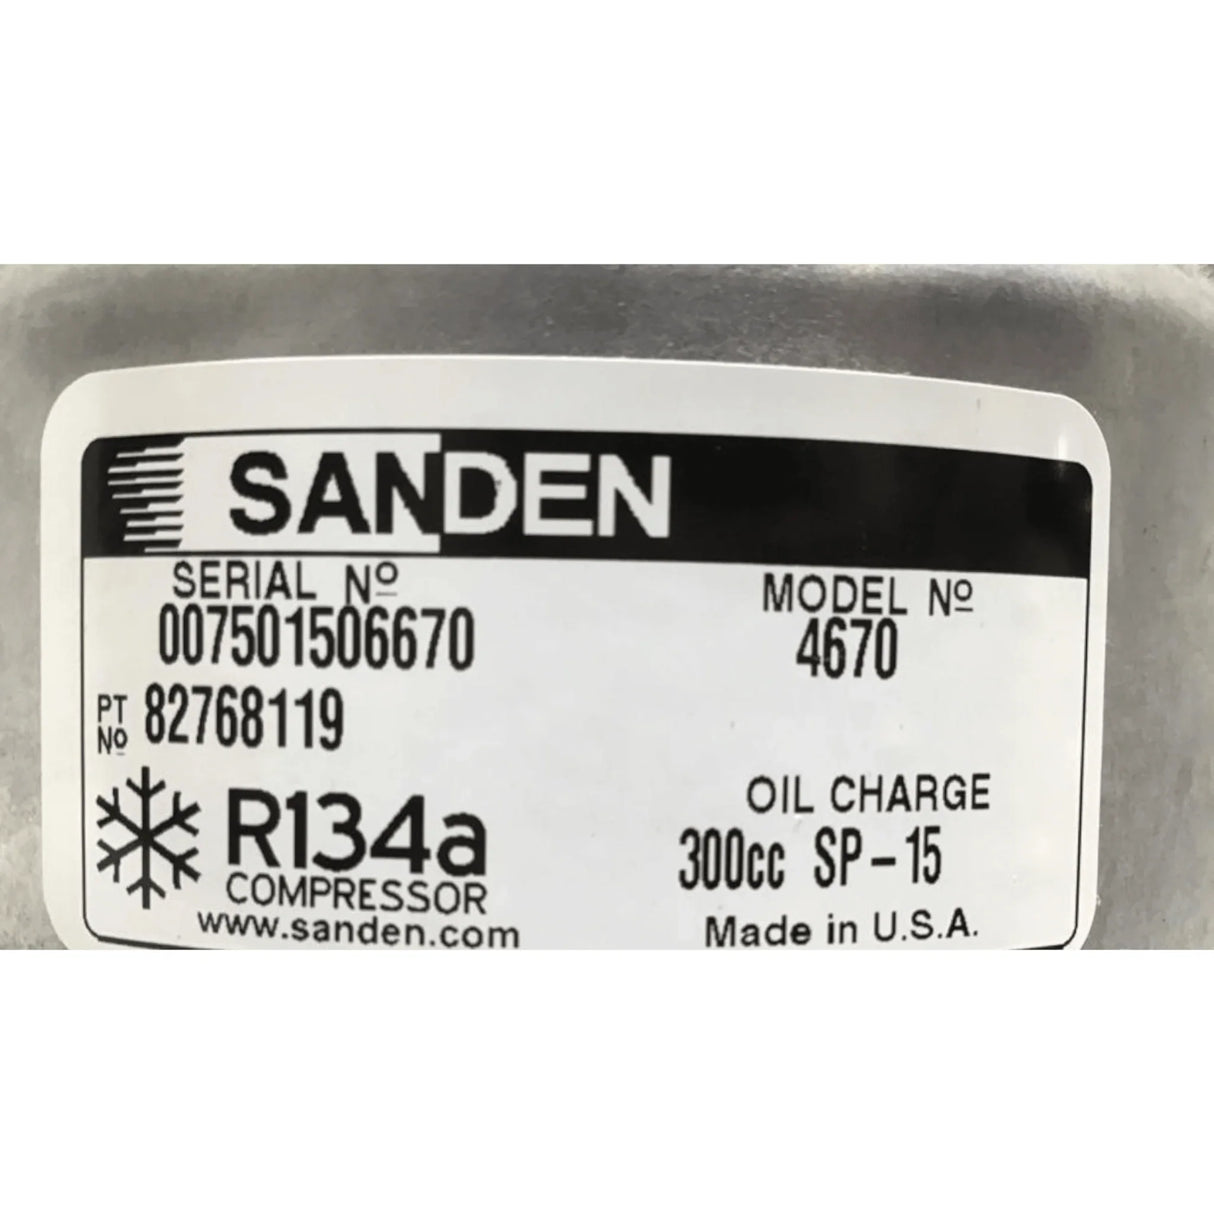 SANDEN
SERIAL Nº MODEL Nº
007501506670 4670
PT Nº 82768119
OIL CHARGE
R134a 300cc SP-15
COMPRESSOR
www.sanden.com Made in U.S.A.